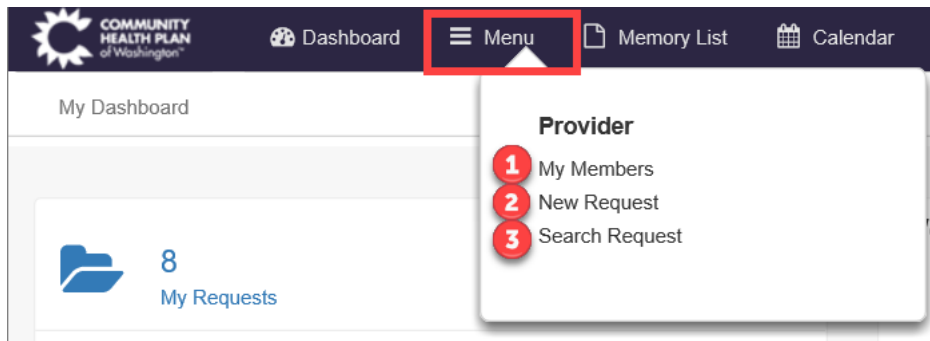 COMMUNITY
HEALTH PLAN
of Washington™
Dashboard
Menu
Memory List
Calendar
My Dashboard
Provider
1 My Members
2 New Request
3 Search Request
8
My Requests